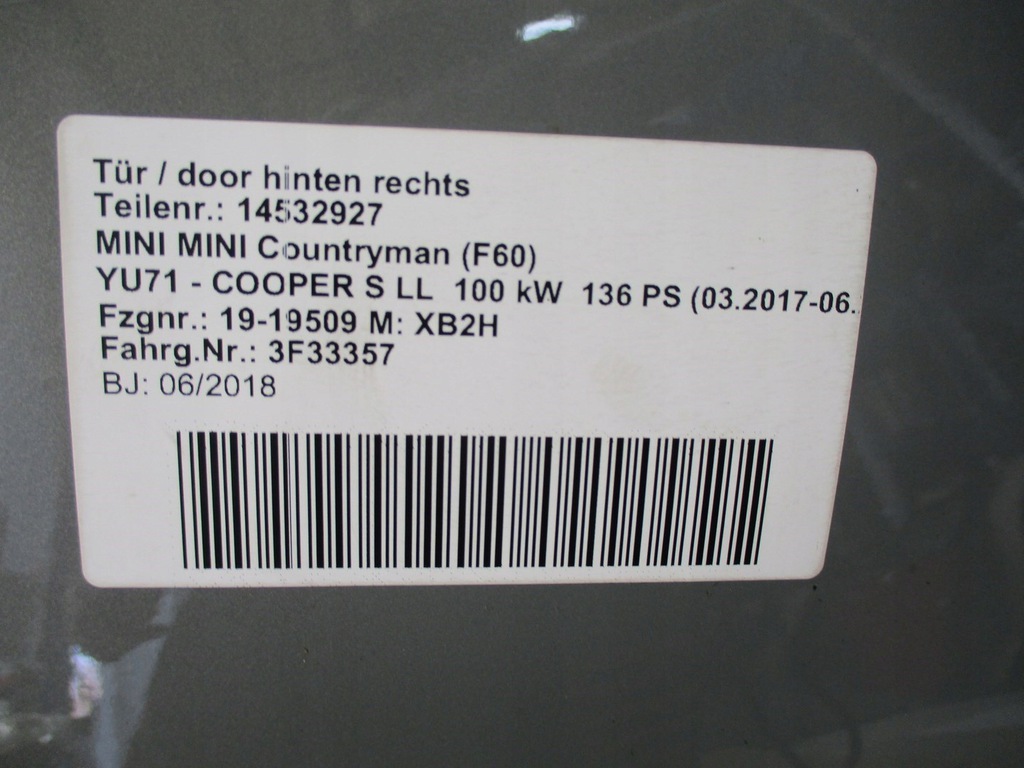 Tür / door hinten rechts
Teilenr.: 14532927
MINI MINI Countryman (F60)
YU71 - COOPER S LL  100 kW  136 PS (03.2017-06.
Fzgnr.: 19-19509 M: XB2H
Fahrg.Nr.: 3F33357
BJ: 06/2018